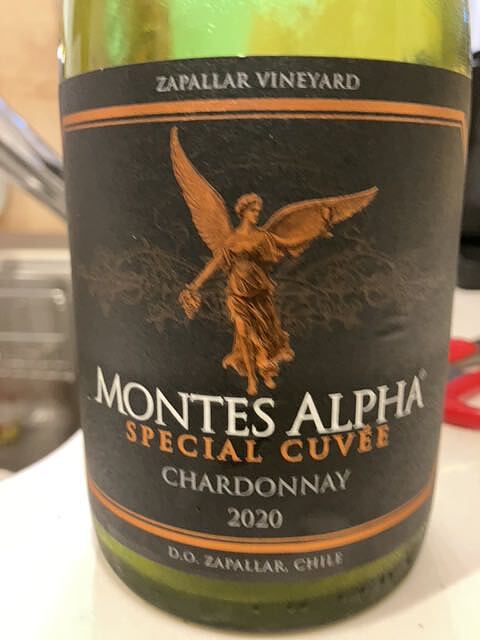 ZAPALLAR VINEYARD
MONTES ALPHA®
SPECIAL CUVÉE
CHARDONNAY
2020
D.O. ZAPALLAR, CHILE